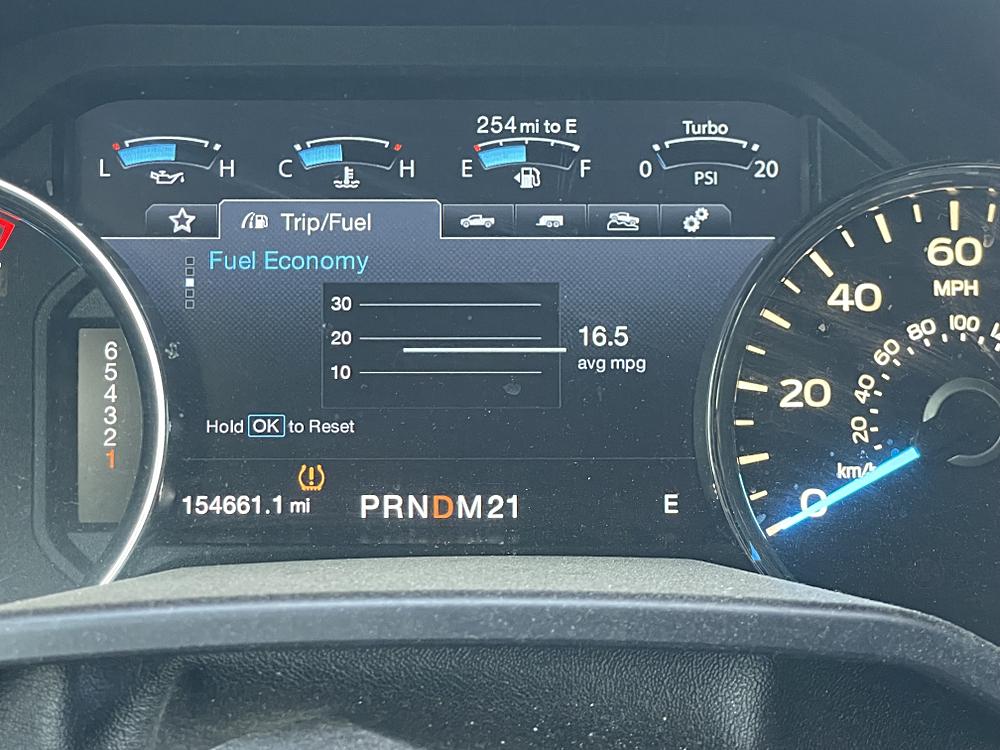 254 mi to E
Turbo
L H
C H
E F
0 20
PSI
Trip/Fuel
Fuel Economy
30
20
10
16.5
avg mpg
Hold OK to Reset
6
5
4
3
2
1
154661.1 mi
PRNDM21
E
0
20
40
60
MPH
20
40
60
80
100
km/h